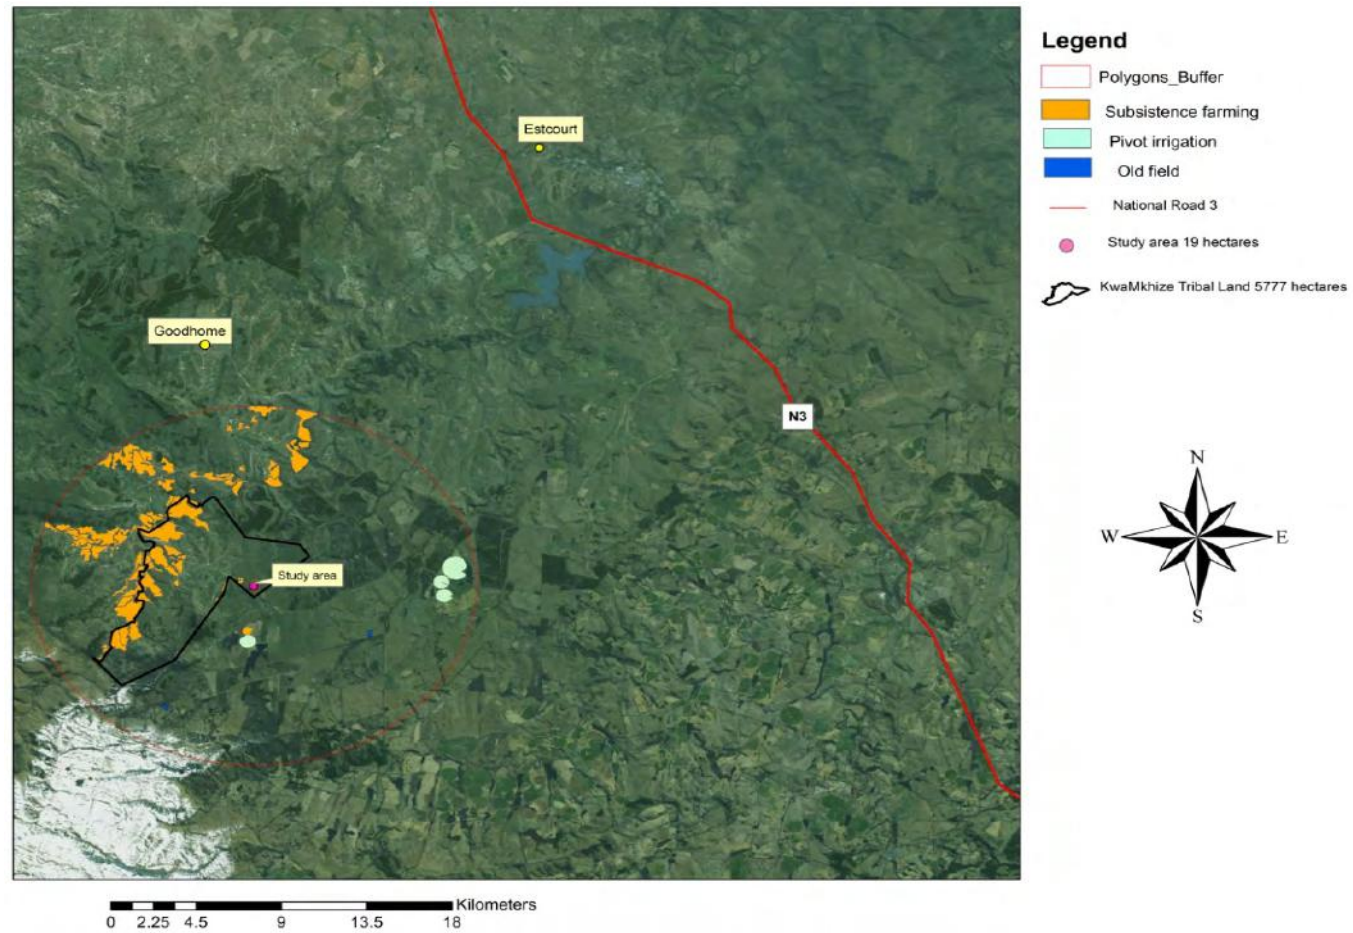 Legend
Polygons_Buffer
Subsistence farming
Pivot irrigation
Old field
National Road 3
Study area 19 hectares
KwaMkhize Tribal Land 5777 hectares
Estcourt
Goodhome
N3
Study area
N
W
E
S
Kilometers
0 2.25 4.5 9 13.5 18